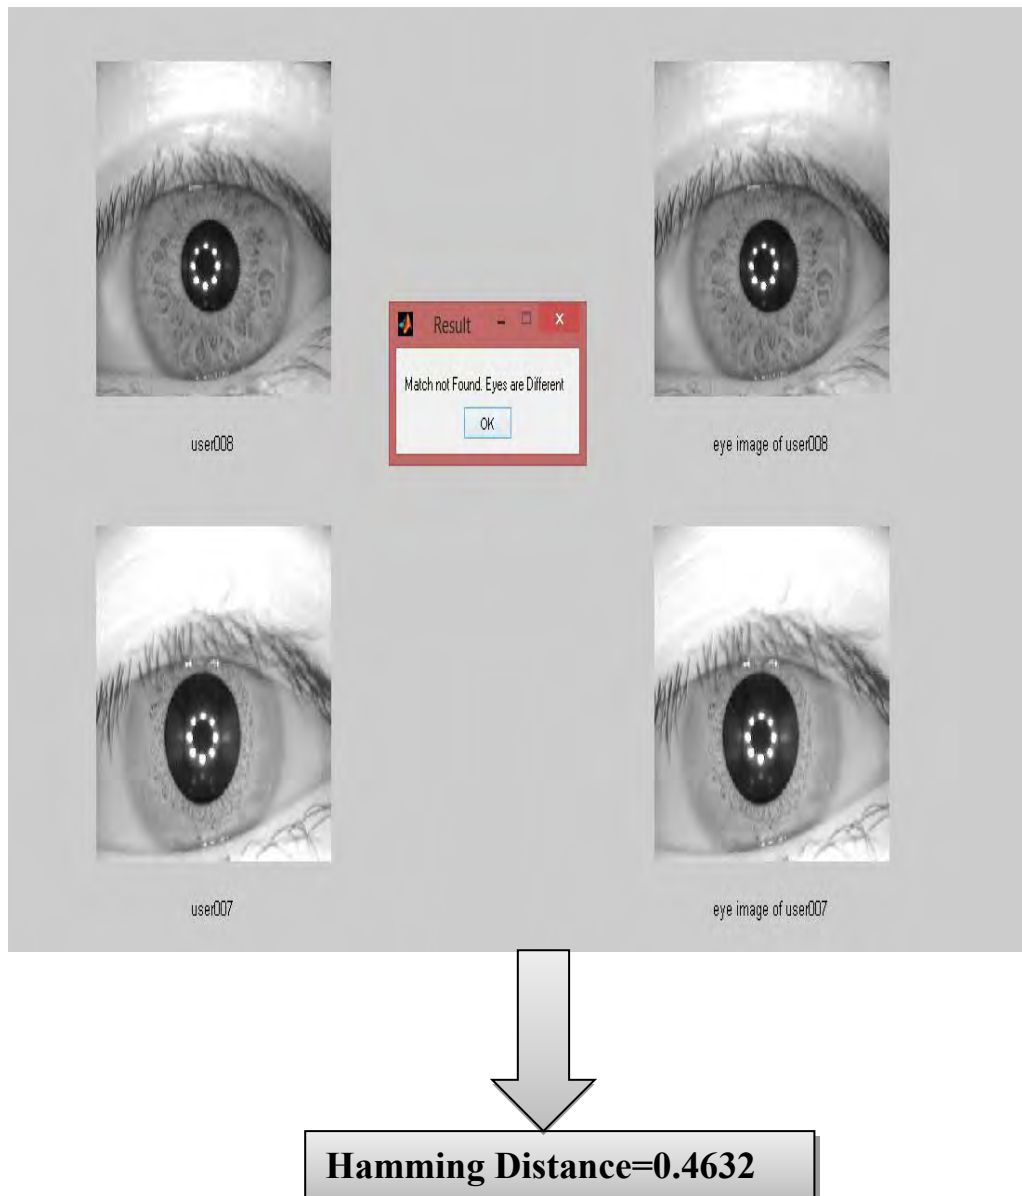 Result
Match not Found. Eyes are Different
OK
user008
eye image of user008
user007
eye image of user007
Hamming Distance=0.4632